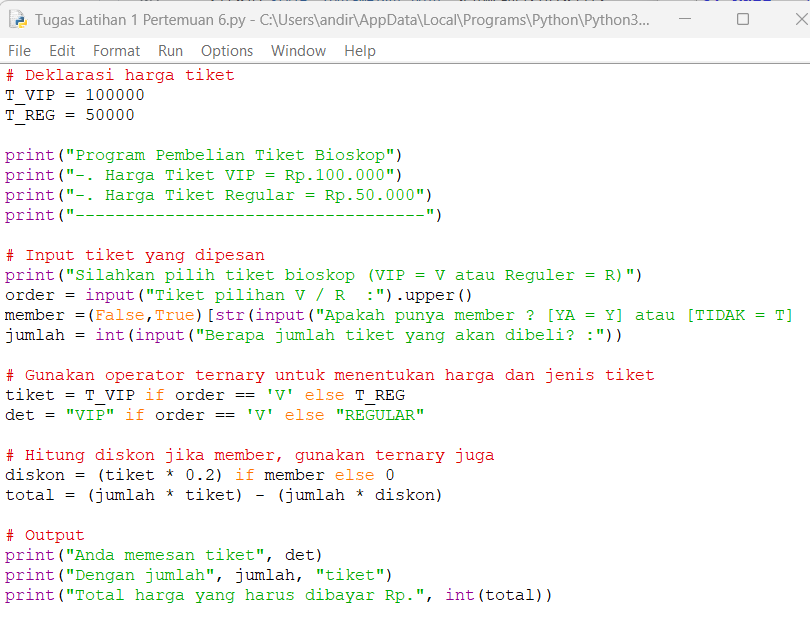 Tugas Latihan 1 Pertemuan 6.py - C:\Users\andir\AppData\Local\Programs\Python\Python3...
File Edit Format Run Options Window Help
# Deklarasi harga tiket
T_VIP = 100000
T_REG = 50000
print("Program Pembelian Tiket Bioskop")
print("-. Harga Tiket VIP = Rp.100.000")
print("-. Harga Tiket Regular = Rp.50.000")
print("-----------------------------------")
# Input tiket yang dipesan
print("Silahkan pilih tiket bioskop (VIP = V atau Reguler = R)")
order = input("Tiket pilihan V / R  :").upper()
member =(False,True)[str(input("Apakah punya member ? [YA = Y] atau [TIDAK = T]
jumlah = int(input("Berapa jumlah tiket yang akan dibeli? :"))
# Gunakan operator ternary untuk menentukan harga dan jenis tiket
tiket = T_VIP if order == 'V' else T_REG
det = "VIP" if order == 'V' else "REGULAR"
# Hitung diskon jika member, gunakan ternary juga
diskon = (tiket * 0.2) if member else 0
total = (jumlah * tiket) - (jumlah * diskon)
# Output
print("Anda memesan tiket", det)
print("Dengan jumlah", jumlah, "tiket")
print("Total harga yang harus dibayar Rp.", int(total))